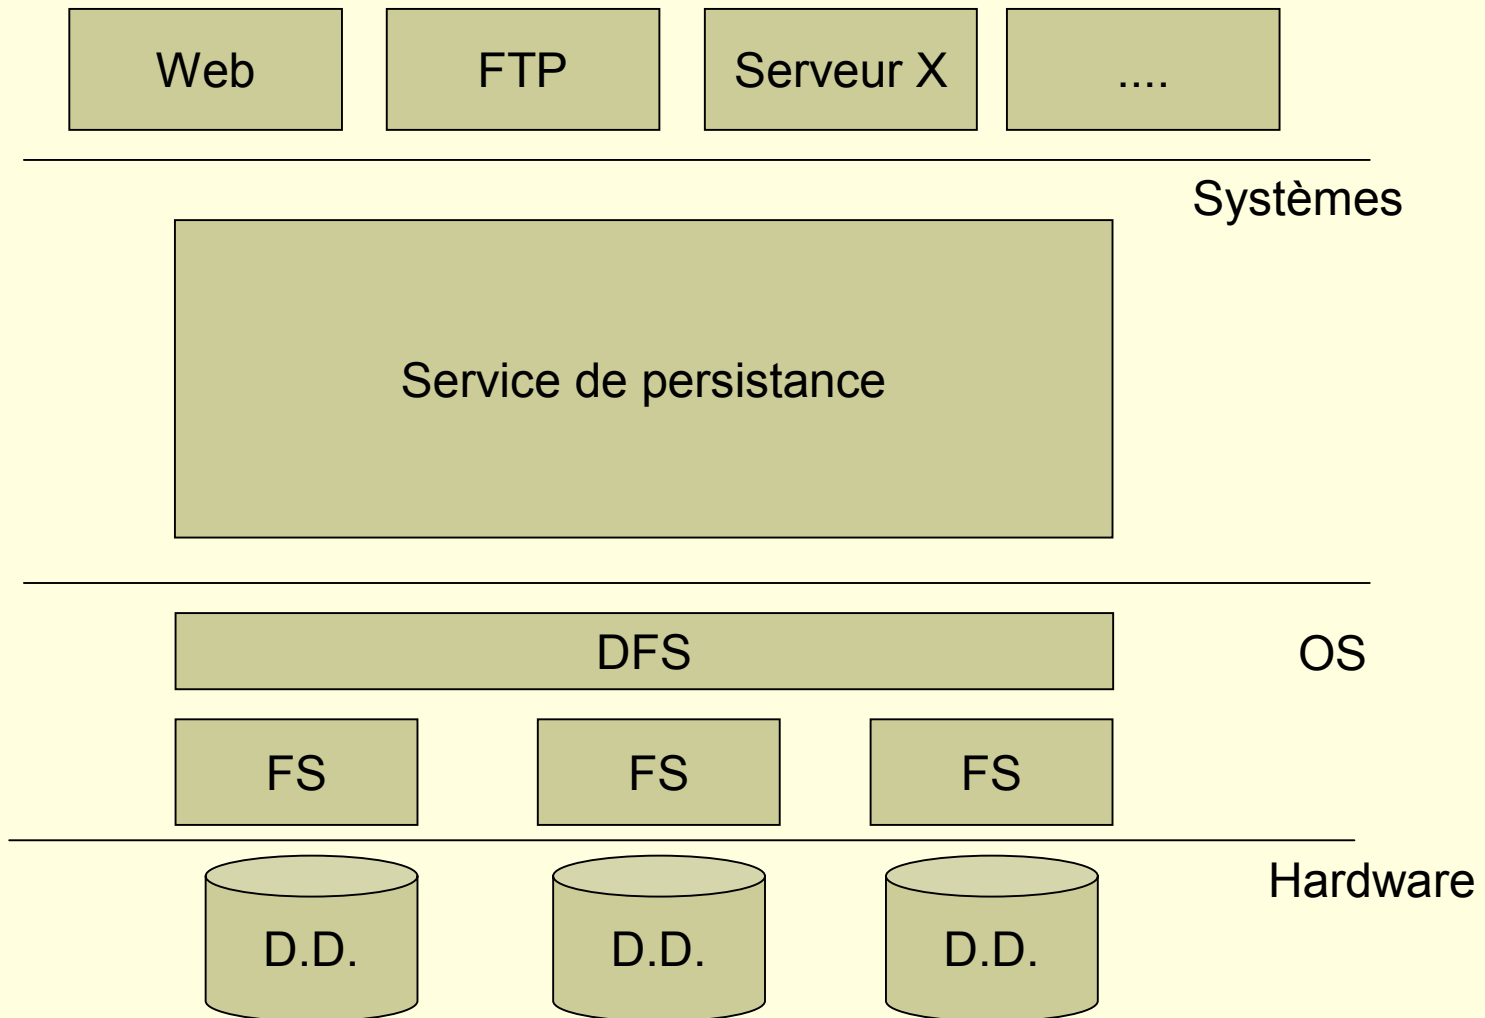 Web
FTP
Serveur X
....
Systèmes
Service de persistance
DFS
OS
FS
FS
FS
Hardware
D.D.
D.D.
D.D.